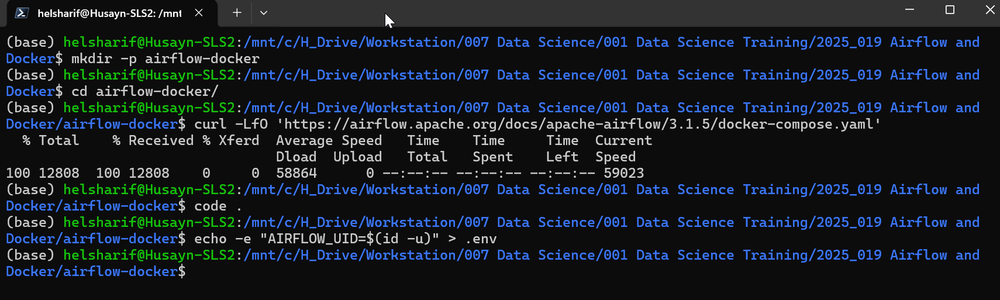 helsharif@Husayn-SLS2: /mnt
(base) helsharif@Husayn-SLS2:/mnt/c/H_Drive/Workstation/007 Data Science/001 Data Science Training/2025_019 Airflow and
Docker$ mkdir -p airflow-docker
(base) helsharif@Husayn-SLS2:/mnt/c/H_Drive/Workstation/007 Data Science/001 Data Science Training/2025_019 Airflow and
Docker$ cd airflow-docker/
(base) helsharif@Husayn-SLS2:/mnt/c/H_Drive/Workstation/007 Data Science/001 Data Science Training/2025_019 Airflow and
Docker/airflow-docker$ curl -LfO 'https://airflow.apache.org/docs/apache-airflow/3.1.5/docker-compose.yaml'
  % Total    % Received % Xferd  Average Speed   Time    Time     Time  Current
                                 Dload  Upload   Total   Spent    Left  Speed
100 12808  100 12808    0     0  58864      0 --:--:-- --:--:-- --:--:-- 59023
(base) helsharif@Husayn-SLS2:/mnt/c/H_Drive/Workstation/007 Data Science/001 Data Science Training/2025_019 Airflow and
Docker/airflow-docker$ code .
(base) helsharif@Husayn-SLS2:/mnt/c/H_Drive/Workstation/007 Data Science/001 Data Science Training/2025_019 Airflow and
Docker/airflow-docker$ echo -e "AIRFLOW_UID=$(id -u)" > .env
(base) helsharif@Husayn-SLS2:/mnt/c/H_Drive/Workstation/007 Data Science/001 Data Science Training/2025_019 Airflow and
Docker/airflow-docker$